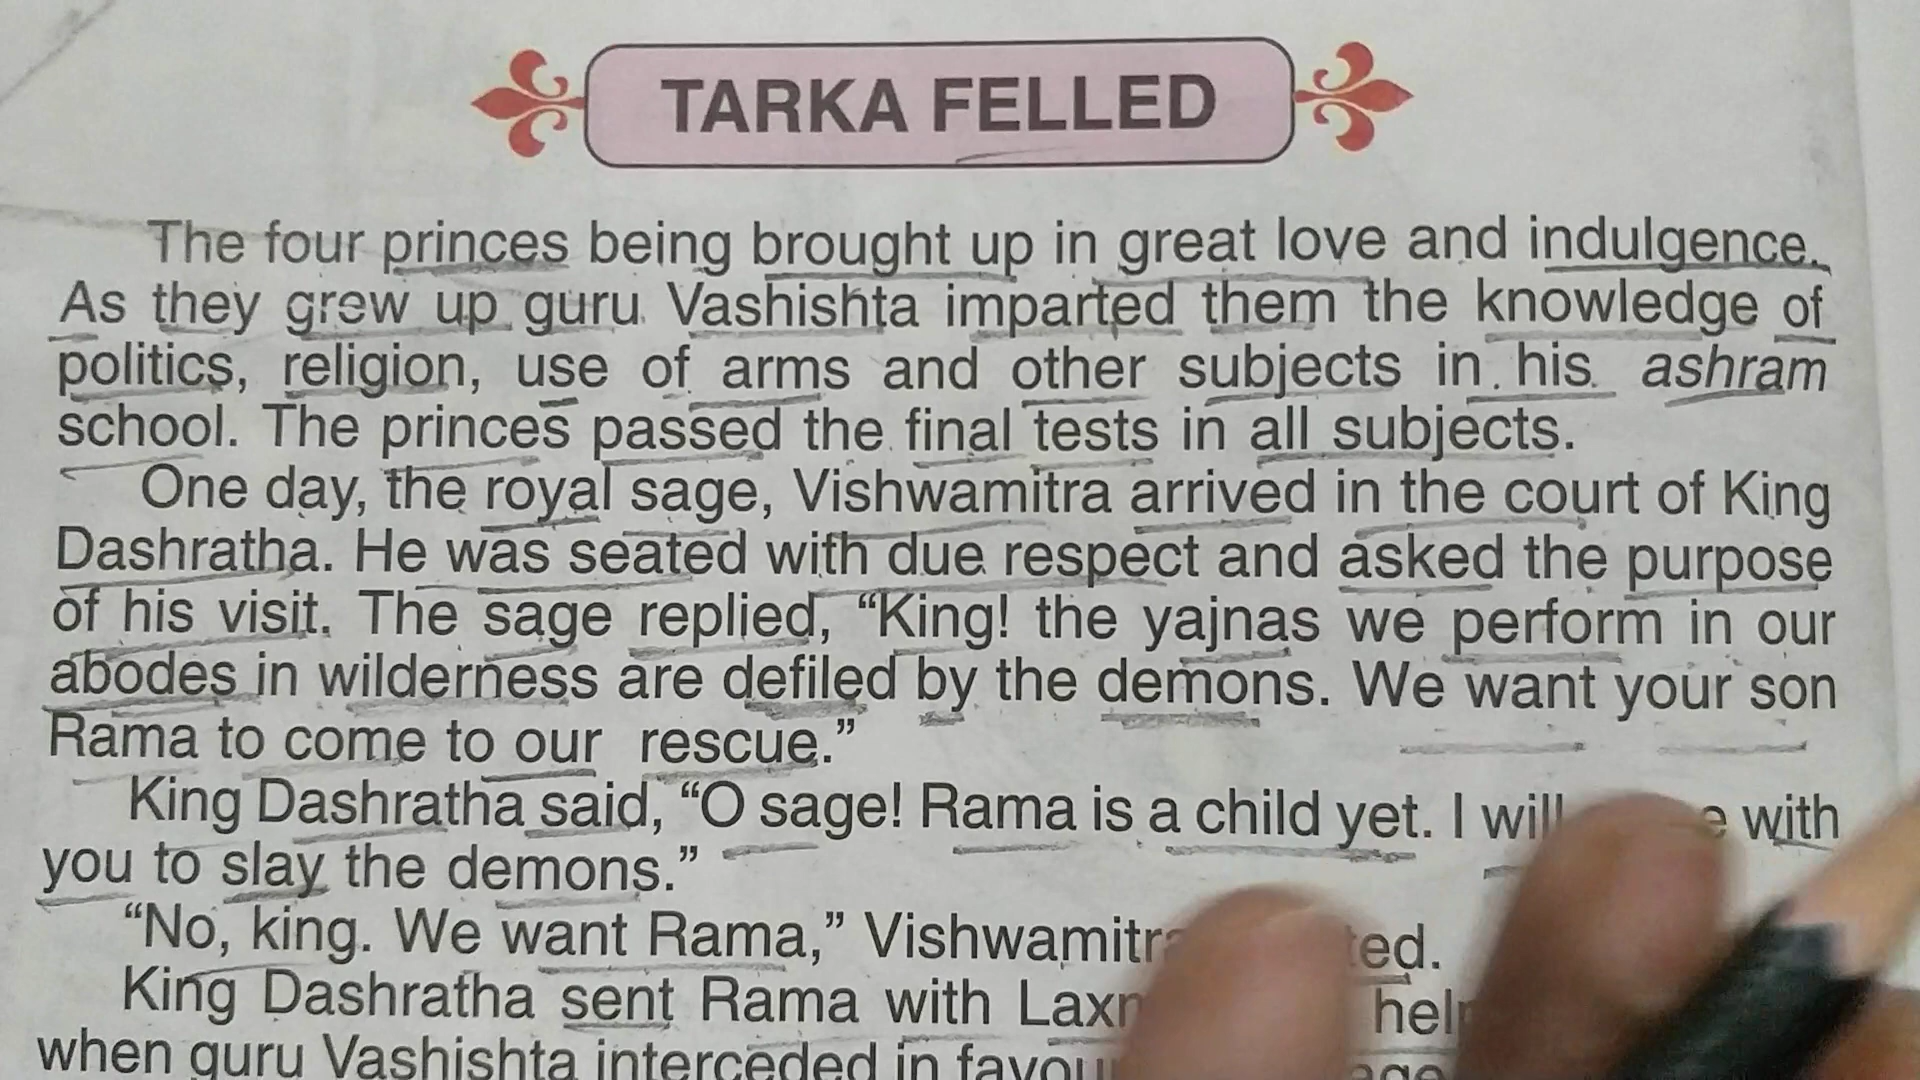 TARKA FELLED
The four princes being brought up in great love and indulgence.
As they grew up guru Vashishta imparted them the knowledge of
politics, religion, use of arms and other subjects in his ashram
school. The princes passed the final tests in all subjects.
One day, the royal sage, Vishwamitra arrived in the court of King
Dashratha. He was seated with due respect and asked the purpose
of his visit. The sage replied, “King! the yajnas we perform in our
abodes in wilderness are defiled by the demons. We want your son
Rama to come to our rescue.”
King Dashratha said, “O sage! Rama is a child yet. I will with
you to slay the demons.”
“No, king. We want Rama,” Vishwamitra
King Dashratha sent Rama with
when guru Vashishta interceded in